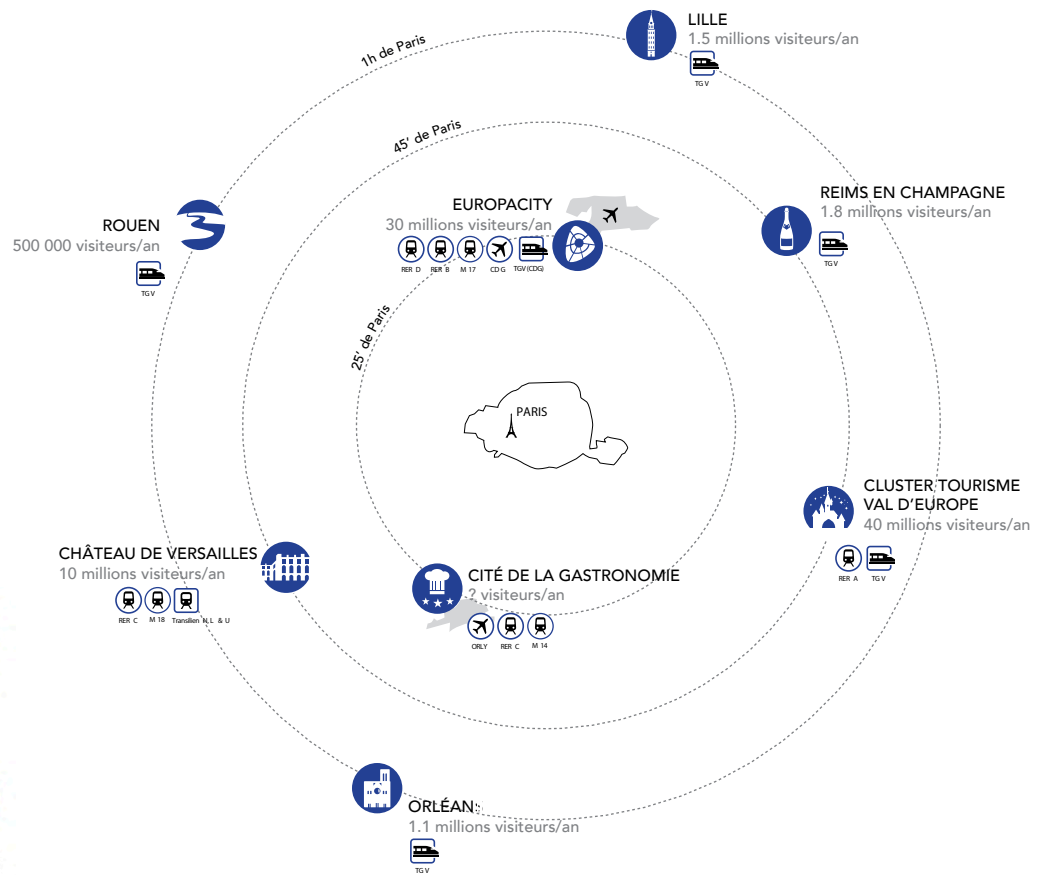 LILLE
1.5 millions visiteurs/an
TGV
1h de Paris
45' de Paris
REIMS EN CHAMPAGNE
1.8 millions visiteurs/an
TGV
EUROPACITY
30 millions visiteurs/an
RER D RER B M 17 CDG TGV (CDG)
ROUEN
500 000 visiteurs/an
TGV
25' de Paris
PARIS
CLUSTER TOURISME
VAL D'EUROPE
40 millions visiteurs/an
RER A TGV
CHÂTEAU DE VERSAILLES
10 millions visiteurs/an
RER C M 18 Transilien N,L & U
CITÉ DE LA GASTRONOMIE
? visiteurs/an
ORLY RER C M 14
ORLÉAN
1.1 millions visiteurs/an
TGV